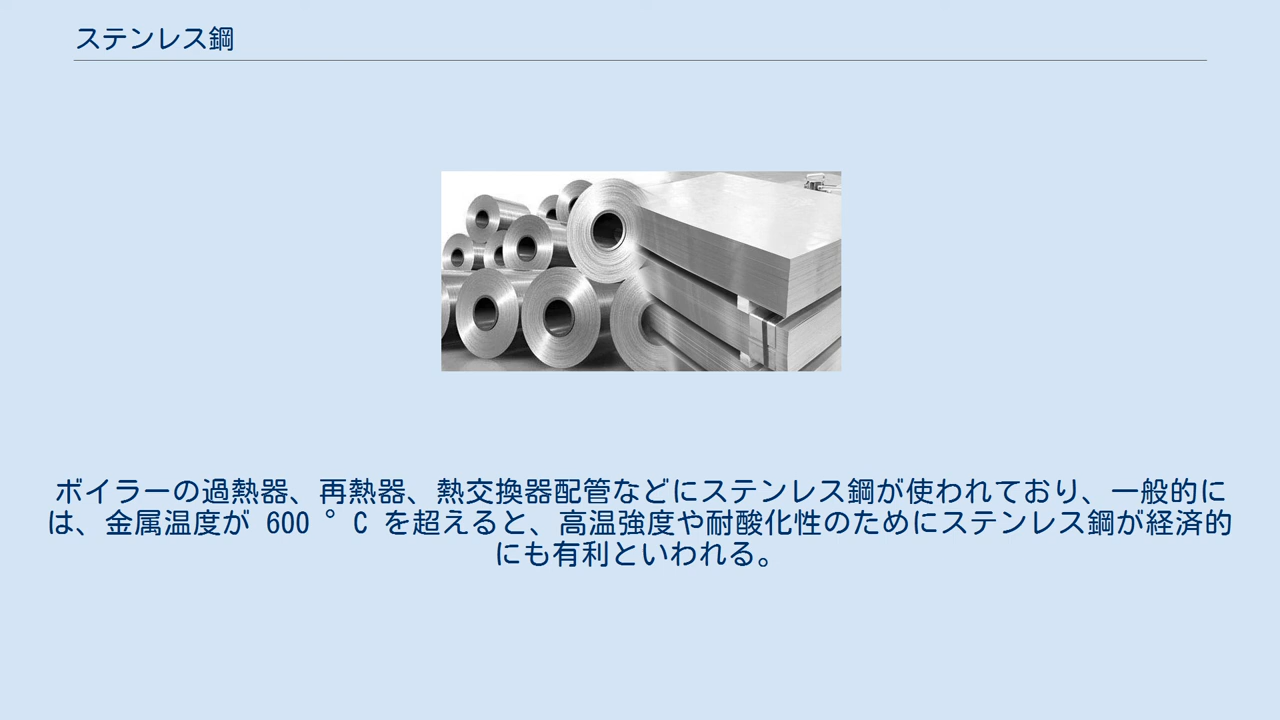 ステンレス鋼
ボイラーの過熱器、再熱器、熱交換器配管などにステンレス鋼が使われており、一般的に
は、金属温度が 600 ° C を超えると、高温強度や耐酸化性のためにステンレス鋼が経済的
にも有利といわれる。